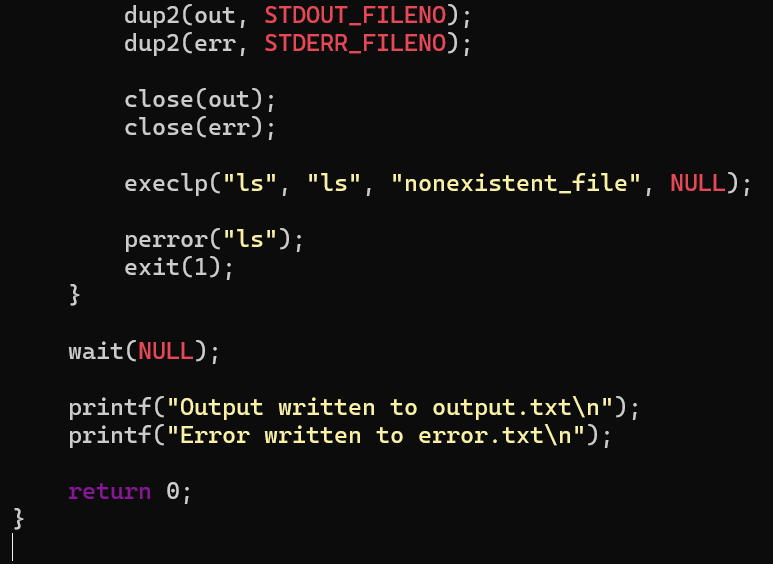 dup2(out, STDOUT_FILENO);
dup2(err, STDERR_FILENO);
close(out);
close(err);
execlp("ls", "ls", "nonexistent_file", NULL);
perror("ls");
exit(1);
}
wait(NULL);
printf("Output written to output.txt\n");
printf("Error written to error.txt\n");
return 0;
}